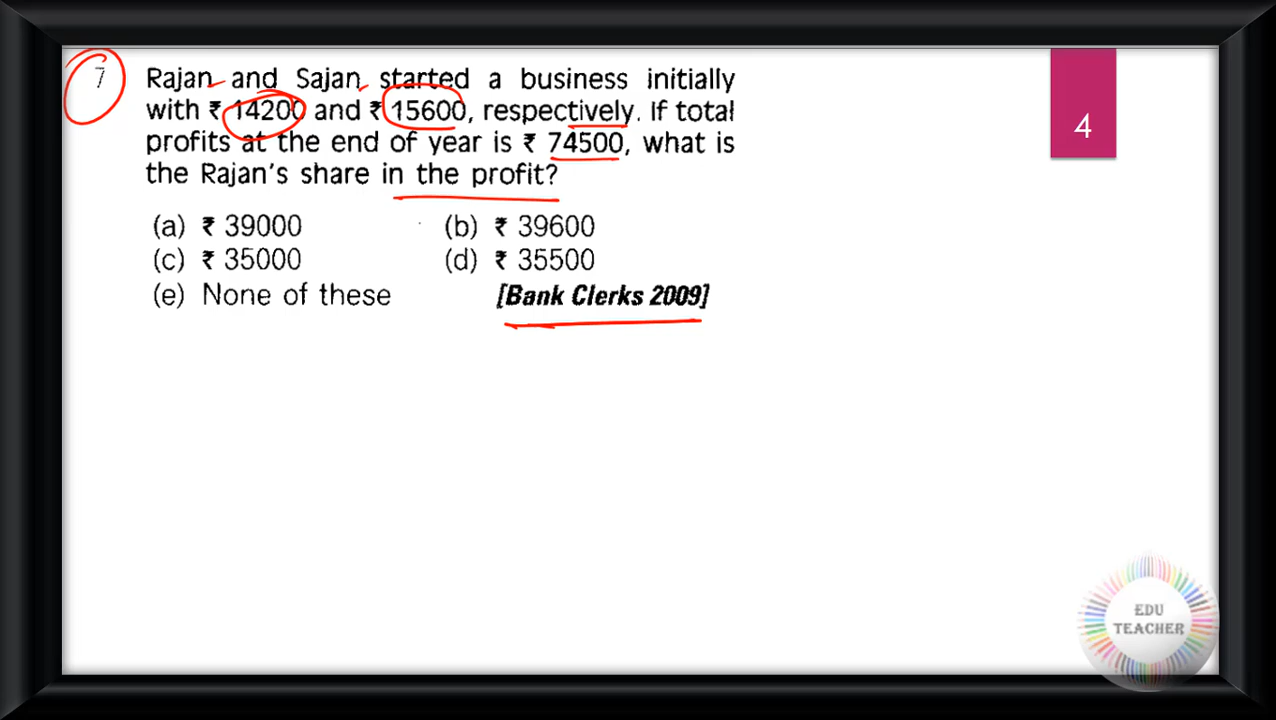 7 Rajan and Sajan started a business initially
with ₹ 14200 and ₹ 15600, respectively. If total
profits at the end of year is ₹ 74500, what is
the Rajan's share in the profit?
(a) ₹ 39000 (b) ₹ 39600
(c) ₹ 35000 (d) ₹ 35500
(e) None of these [Bank Clerks 2009]
4
EDU
TEACHER